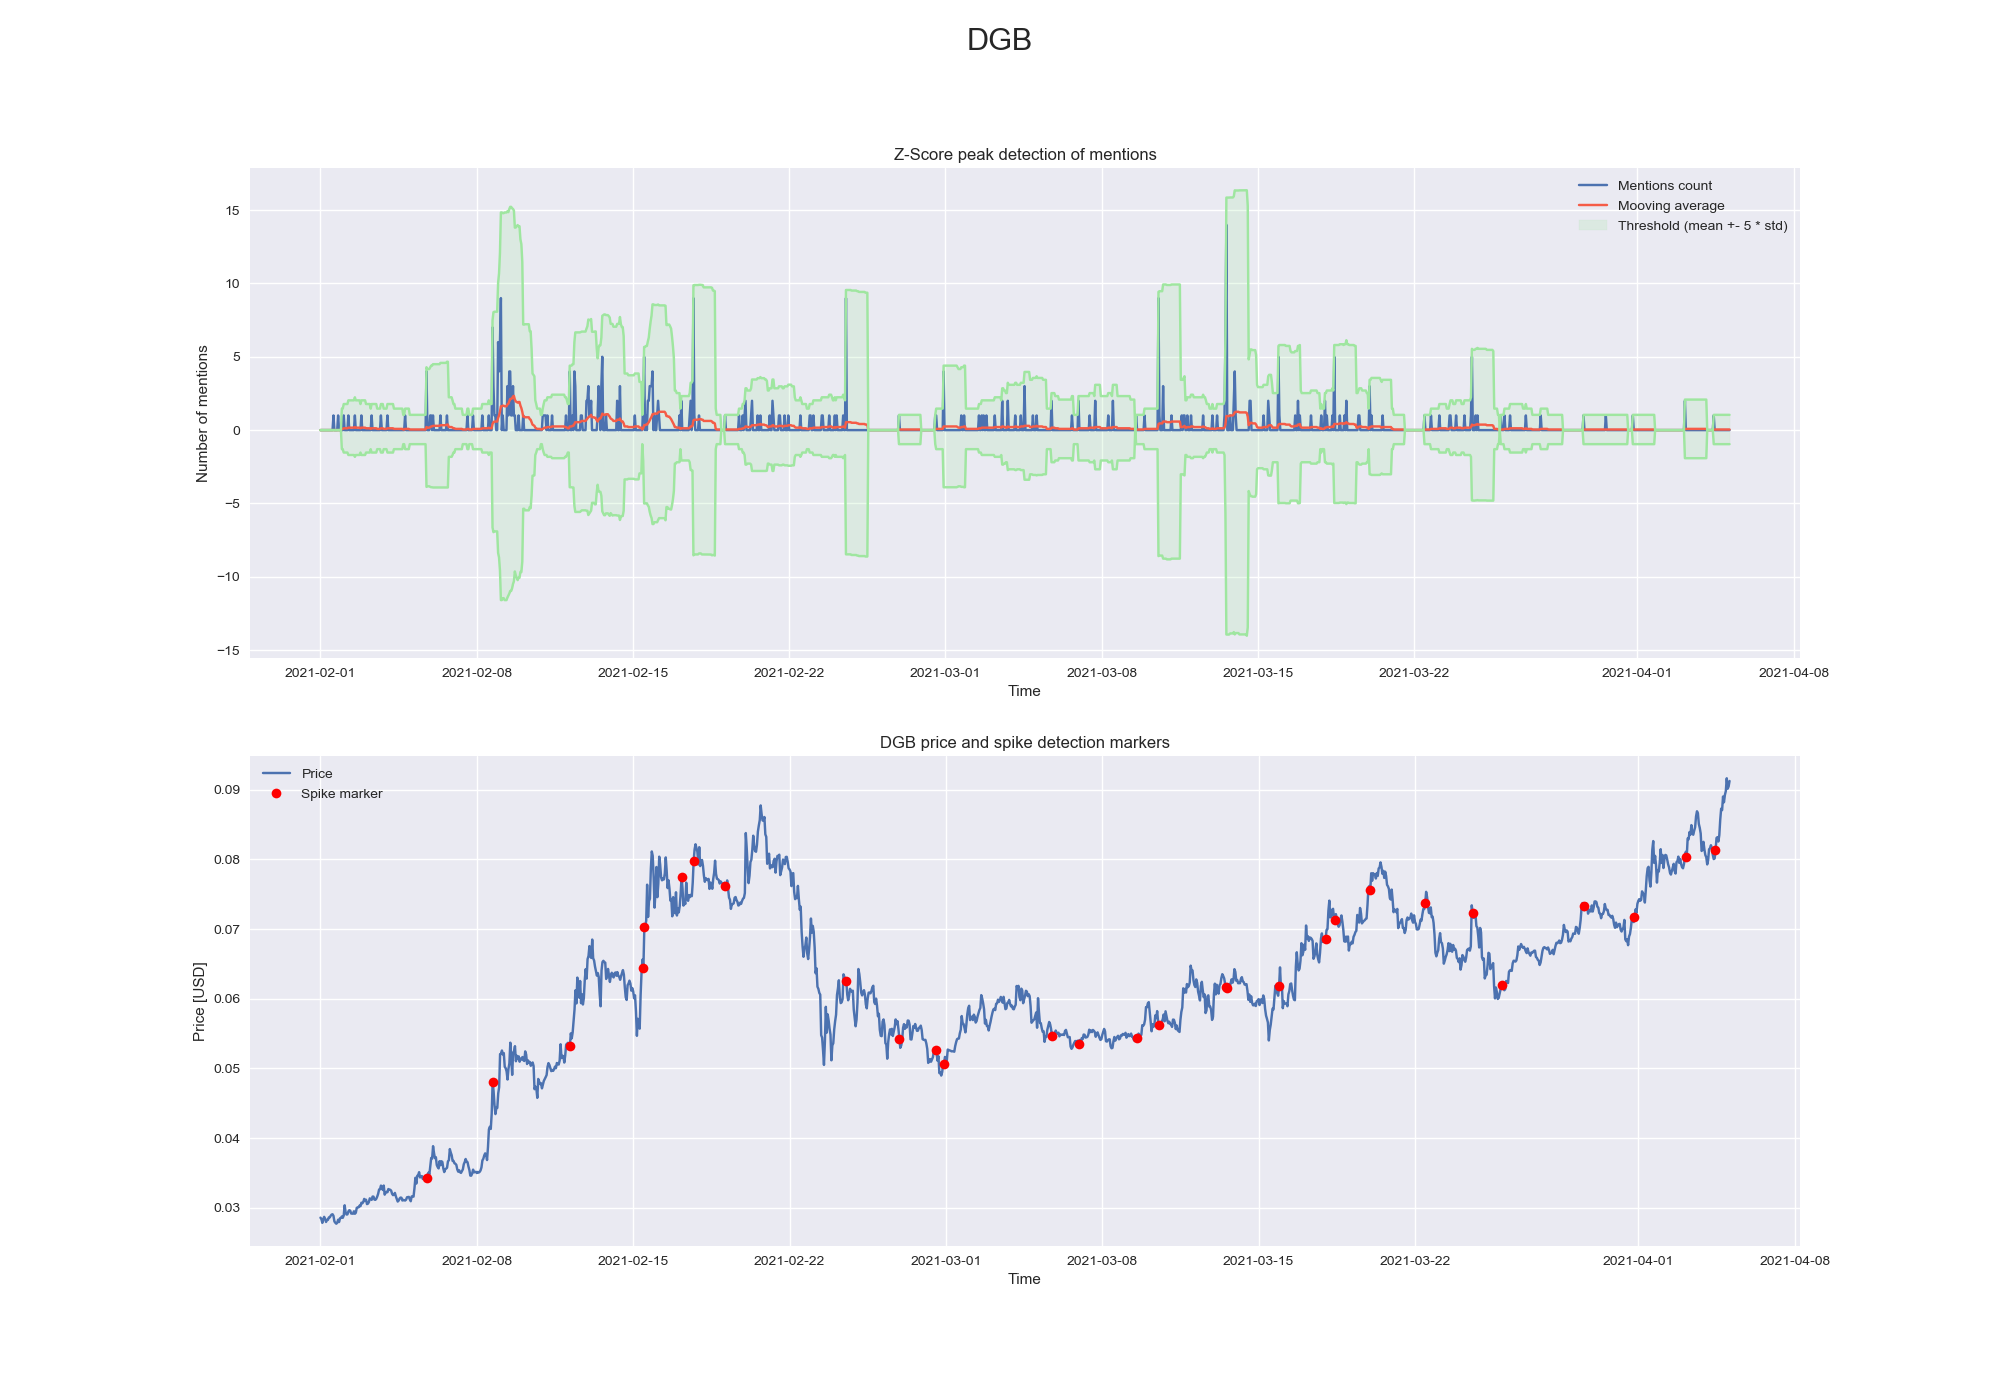 DGB
Z-Score peak detection of mentions
Mentions count
Mooving average
Threshold (mean +- 5 * std)
Number of mentions
15
10
5
0
−5
−10
−15
2021-02-01 2021-02-08 2021-02-15 2021-02-22 2021-03-01 2021-03-08 2021-03-15 2021-03-22 2021-04-01 2021-04-08
Time
DGB price and spike detection markers
Price
Spike marker
Price [USD]
0.09
0.08
0.07
0.06
0.05
0.04
0.03
2021-02-01 2021-02-08 2021-02-15 2021-02-22 2021-03-01 2021-03-08 2021-03-15 2021-03-22 2021-04-01 2021-04-08
Time